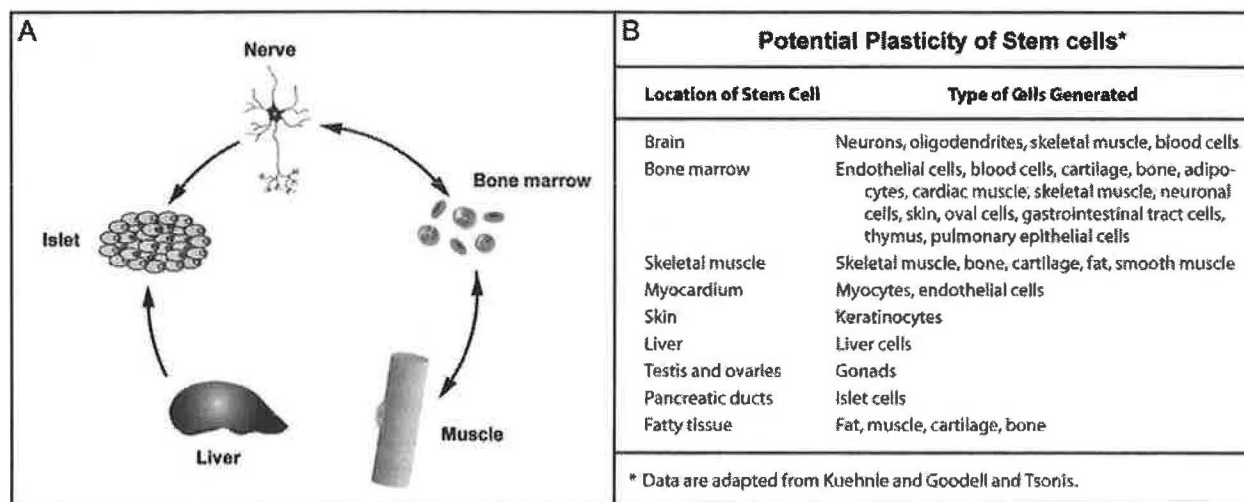 A
Nerve
Bone marrow
Islet
Liver
Muscle
B
Potential Plasticity of Stem cells*
Location of Stem Cell Type of Cells Generated
Brain Neurons, oligodendrites, skeletal muscle, blood cells
Bone marrow Endothelial cells, blood cells, cartilage, bone, adipo-
cytes, cardiac muscle, skeletal muscle, neuronal
cells, skin, oval cells, gastrointestinal tract cells,
thymus, pulmonary epithelial cells
Skeletal muscle Skeletal muscle, bone, cartilage, fat, smooth muscle
Myocardium Myocytes, endothelial cells
Skin Keratinocytes
Liver Liver cells
Testis and ovaries Gonads
Pancreatic ducts Islet cells
Fatty tissue Fat, muscle, cartilage, bone
* Data are adapted from Kuehnle and Goodell and Tsonis.